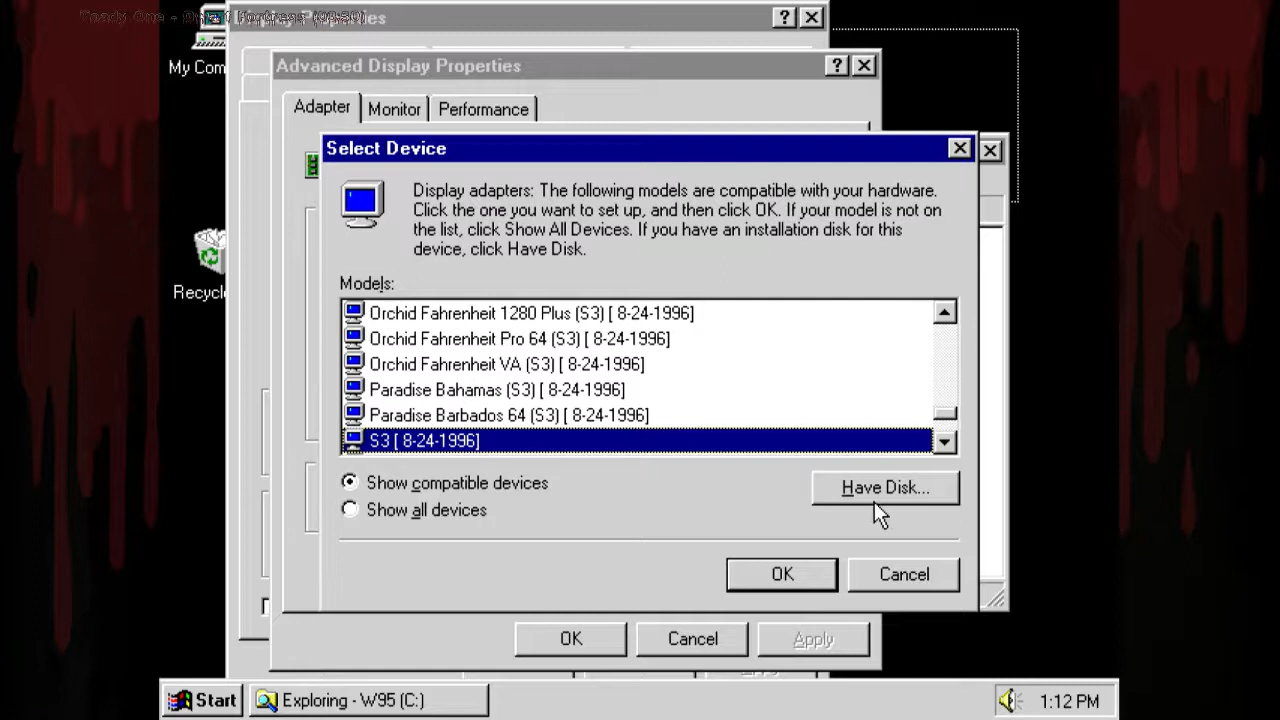 Display Properties
My Com
Advanced Display Properties
Adapter
Monitor
Performance
Select Device
Display adapters: The following models are compatible with your hardware.
Click the one you want to set up, and then click OK. If your model is not on
the list, click Show All Devices. If you have an installation disk for this
device, click Have Disk.
Models:
Orchid Fahrenheit 1280 Plus (S3) [ 8-24-1996]
Orchid Fahrenheit Pro 64 (S3) [ 8-24-1996]
Orchid Fahrenheit VA (S3) [ 8-24-1996]
Paradise Bahamas (S3) [ 8-24-1996]
Paradise Barbados 64 (S3) [ 8-24-1996]
S3 [ 8-24-1996]
Recycl
Show compatible devices
Show all devices
Have Disk...
OK
Cancel
OK
Cancel
Apply
Start
Exploring - W95 (C:)
1:12 PM